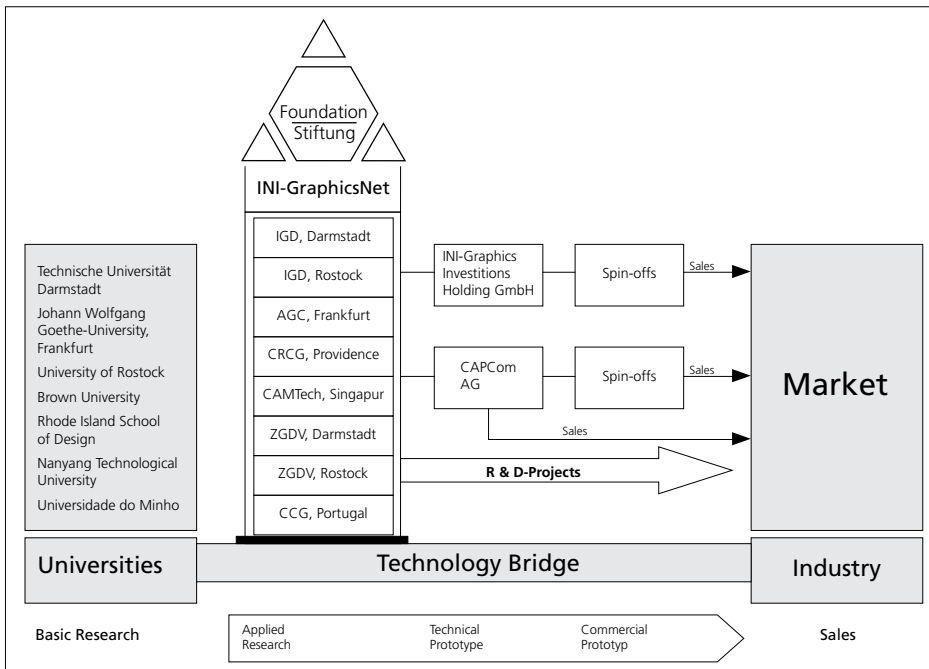 Foundation
Stiftung
INI-GraphicsNet
IGD, Darmstadt
IGD, Rostock
AGC, Frankfurt
CRCG, Providence
CAMTech, Singapur
ZGDV, Darmstadt
ZGDV, Rostock
CCG, Portugal
Technische Universität
Darmstadt
Johann Wolfgang
Goethe-University,
Frankfurt
University of Rostock
Brown University
Rhode Island School
of Design
Nanyang Technological
University
Universidade do Minho
INI-Graphics
Investitions
Holding GmbH
Spin-offs
Sales
CAPCom
AG
Spin-offs
Sales
Sales
R & D-Projects
Market
Universities
Technology Bridge
Industry
Basic Research
Applied
Research
Technical
Prototype
Commercial
Prototyp
Sales